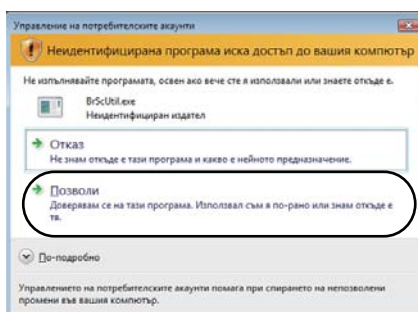 Управление на потребителските акаунти
Неидентифицирана програма иска достъп до вашия компютър
Не изпълнявайте програмата, освен ако вече сте я използвали или знаете откъде е.
BrScUtil.exe
Неидентифициран издател
Отказ
Не знам откъде е тази програма и какво е нейното предназначение.
Позволи
Доверявам се на тази програма. Използвал съм я по-рано или знам откъде е
тя.
По-подробно
Управлението на потребителските акаунти помага при спирането на непозволени
промени във вашия компютър.